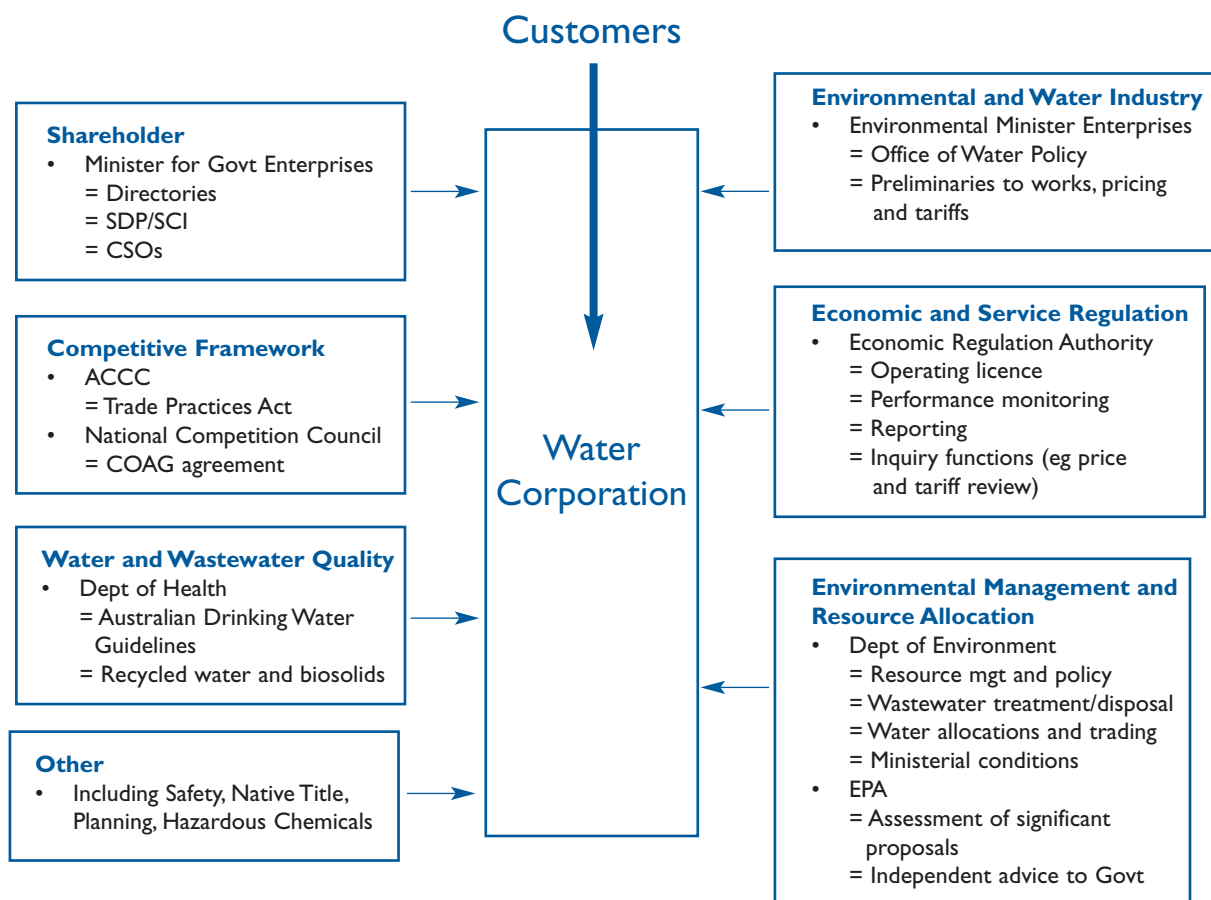 Customers
Shareholder
• Minister for Govt Enterprises
= Directories
= SDP/SCI
= CSOs
Competitive Framework
• ACCC
= Trade Practices Act
• National Competition Council
= COAG agreement
Water and Wastewater Quality
• Dept of Health
= Australian Drinking Water
Guidelines
= Recycled water and biosolids
Other
• Including Safety, Native Title,
Planning, Hazardous Chemicals
Water
Corporation
Environmental and Water Industry
• Environmental Minister Enterprises
= Office of Water Policy
= Preliminaries to works, pricing
and tariffs
Economic and Service Regulation
• Economic Regulation Authority
= Operating licence
= Performance monitoring
= Reporting
= Inquiry functions (eg price
and tariff review)
Environmental Management and
Resource Allocation
• Dept of Environment
= Resource mgt and policy
= Wastewater treatment/disposal
= Water allocations and trading
= Ministerial conditions
• EPA
= Assessment of significant
proposals
= Independent advice to Govt